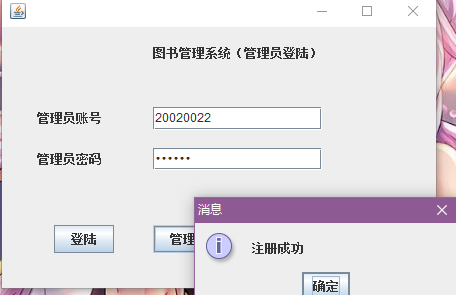 图书管理系统（管理员登陆）
管理员账号 20020022
管理员密码 ••••••
登陆 管理
消息
注册成功
确定